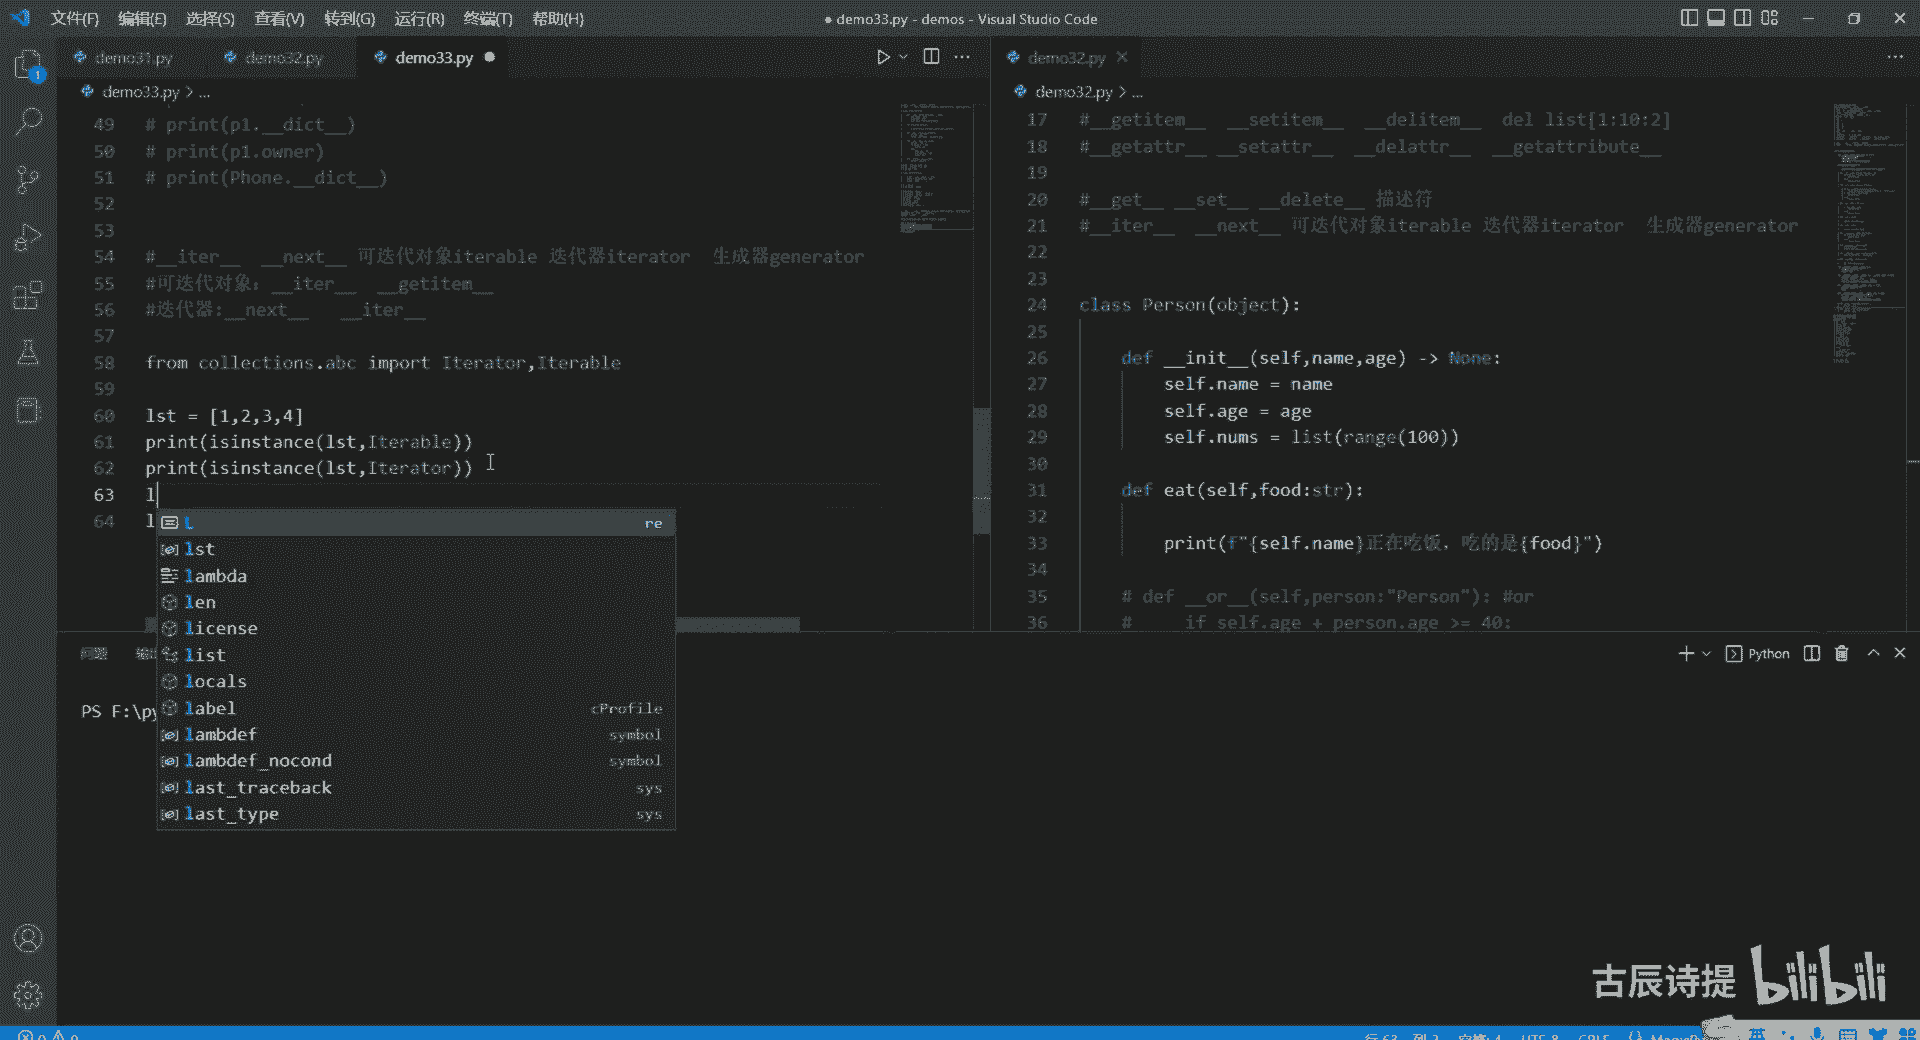 文件(F) 编辑(E) 选择(S) 查看(V) 转到(G) 运行(R) 终端(T) 帮助(H)
● demo33.py - demos - Visual Studio Code
demo31.py demo32.py demo33.py
demo33.py > ...
49 # print(p1.__dict__)
50 # print(p1.owner)
51 # print(Phone.__dict__)
52
53
54 #__iter__ __next__ 可迭代对象iterable 迭代器iterator 生成器generator
55 #可迭代对象: __iter__ __getitem__
56 #迭代器:__next__ __iter__
57
58 from collections.abc import Iterator,Iterable
59
60 lst = [1,2,3,4]
61 print(isinstance(lst,Iterable))
62 print(isinstance(lst,Iterator))
63 l
64 l
L re
lst
lambda
len
license
list
locals
label cProfile
lambdef symbol
lambdef_nocond symbol
last_traceback sys
last_type sys
demo32.py
demo32.py > ...
17 #__getitem__ __setitem__ __delitem__ del list[1:10:2]
18 #__getattr__ __setattr__ __delattr__ __getattribute__
19
20 #__get__ __set__ __delete__ 描述符
21 #__iter__ __next__ 可迭代对象iterable 迭代器iterator 生成器generator
22
23
24 class Person(object):
25
26 def __init__(self,name,age) -> None:
27 self.name = name
28 self.age = age
29 self.nums = list(range(100))
30
31 def eat(self,food:str):
32
33 print(f"{self.name}正在吃饭, 吃的是{food}")
34
35 # def __or__(self,person:"Person"): #or
36 # if self.age + person.age >= 40:
问题
Python
PS F:\py
1
古辰诗提 bilibili